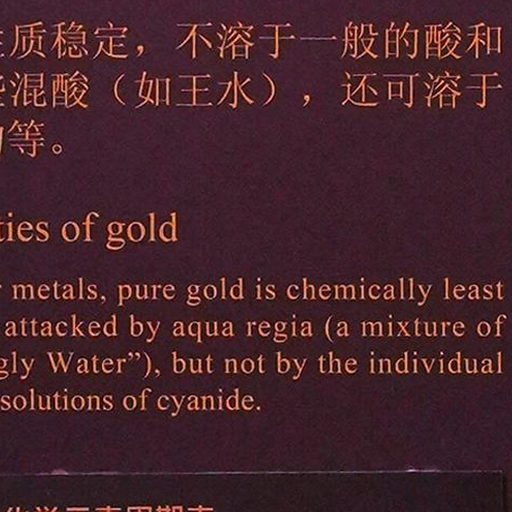 质稳定，不溶于一般的酸和
混酸（如王水），还可溶于
等。
ties of gold
metals, pure gold is chemically least
attacked by aqua regia (a mixture of
gly Water”), but not by the individual
solutions of cyanide.